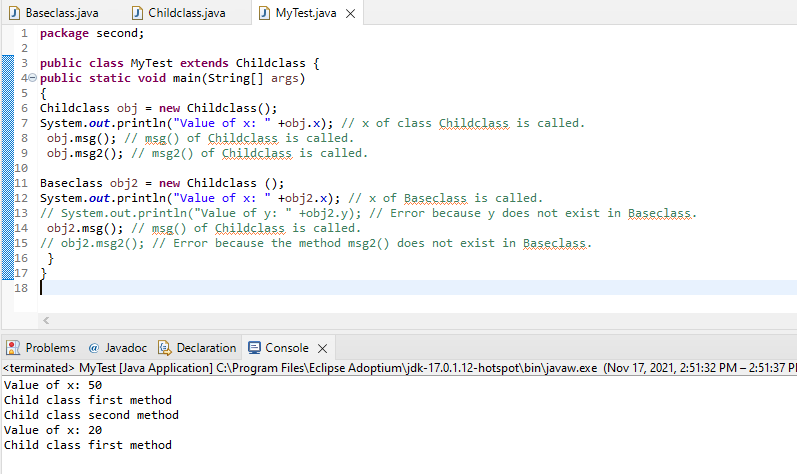 Baseclass.java Childclass.java MyTest.java
1 package second;
2
3 public class MyTest extends Childclass {
4 public static void main(String[] args)
5 {
6 Childclass obj = new Childclass();
7 System.out.println("Value of x: " +obj.x); // x of class Childclass is called.
8 obj.msg(); // msg() of Childclass is called.
9 obj.msg2(); // msg2() of Childclass is called.
10
11 Baseclass obj2 = new Childclass ();
12 System.out.println("Value of x: " +obj2.x); // x of Baseclass is called.
13 // System.out.println("Value of y: " +obj2.y); // Error because y does not exist in Baseclass.
14 obj2.msg(); // msg() of Childclass is called.
15 // obj2.msg2(); // Error because the method msg2() does not exist in Baseclass.
16 }
17 }
18
Problems @ Javadoc Declaration Console
<terminated> MyTest [Java Application] C:\Program Files\Eclipse Adoptium\jdk-17.0.1.12-hotspot\bin\javaw.exe (Nov 17, 2021, 2:51:32 PM – 2:51:37 P
Value of x: 50
Child class first method
Child class second method
Value of x: 20
Child class first method